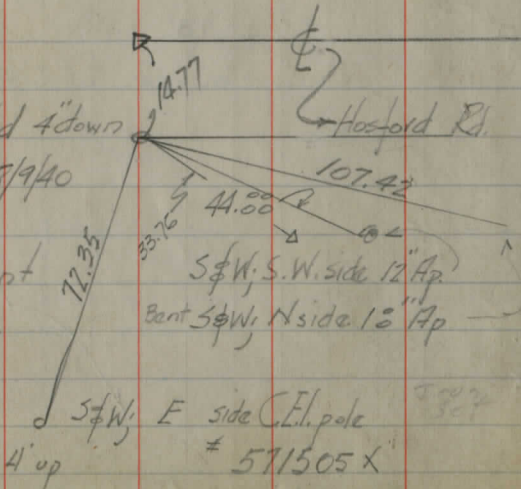 ℄
14.77
d 4"down
Hosford Rd.
/9/40
107.42
44.00
33.76
72.35
S&W; S.W. side 12" Ap.
Bent S&W; N side 18" Ap
S&W; E side C.E.I. pole
# 571505 X
4' up